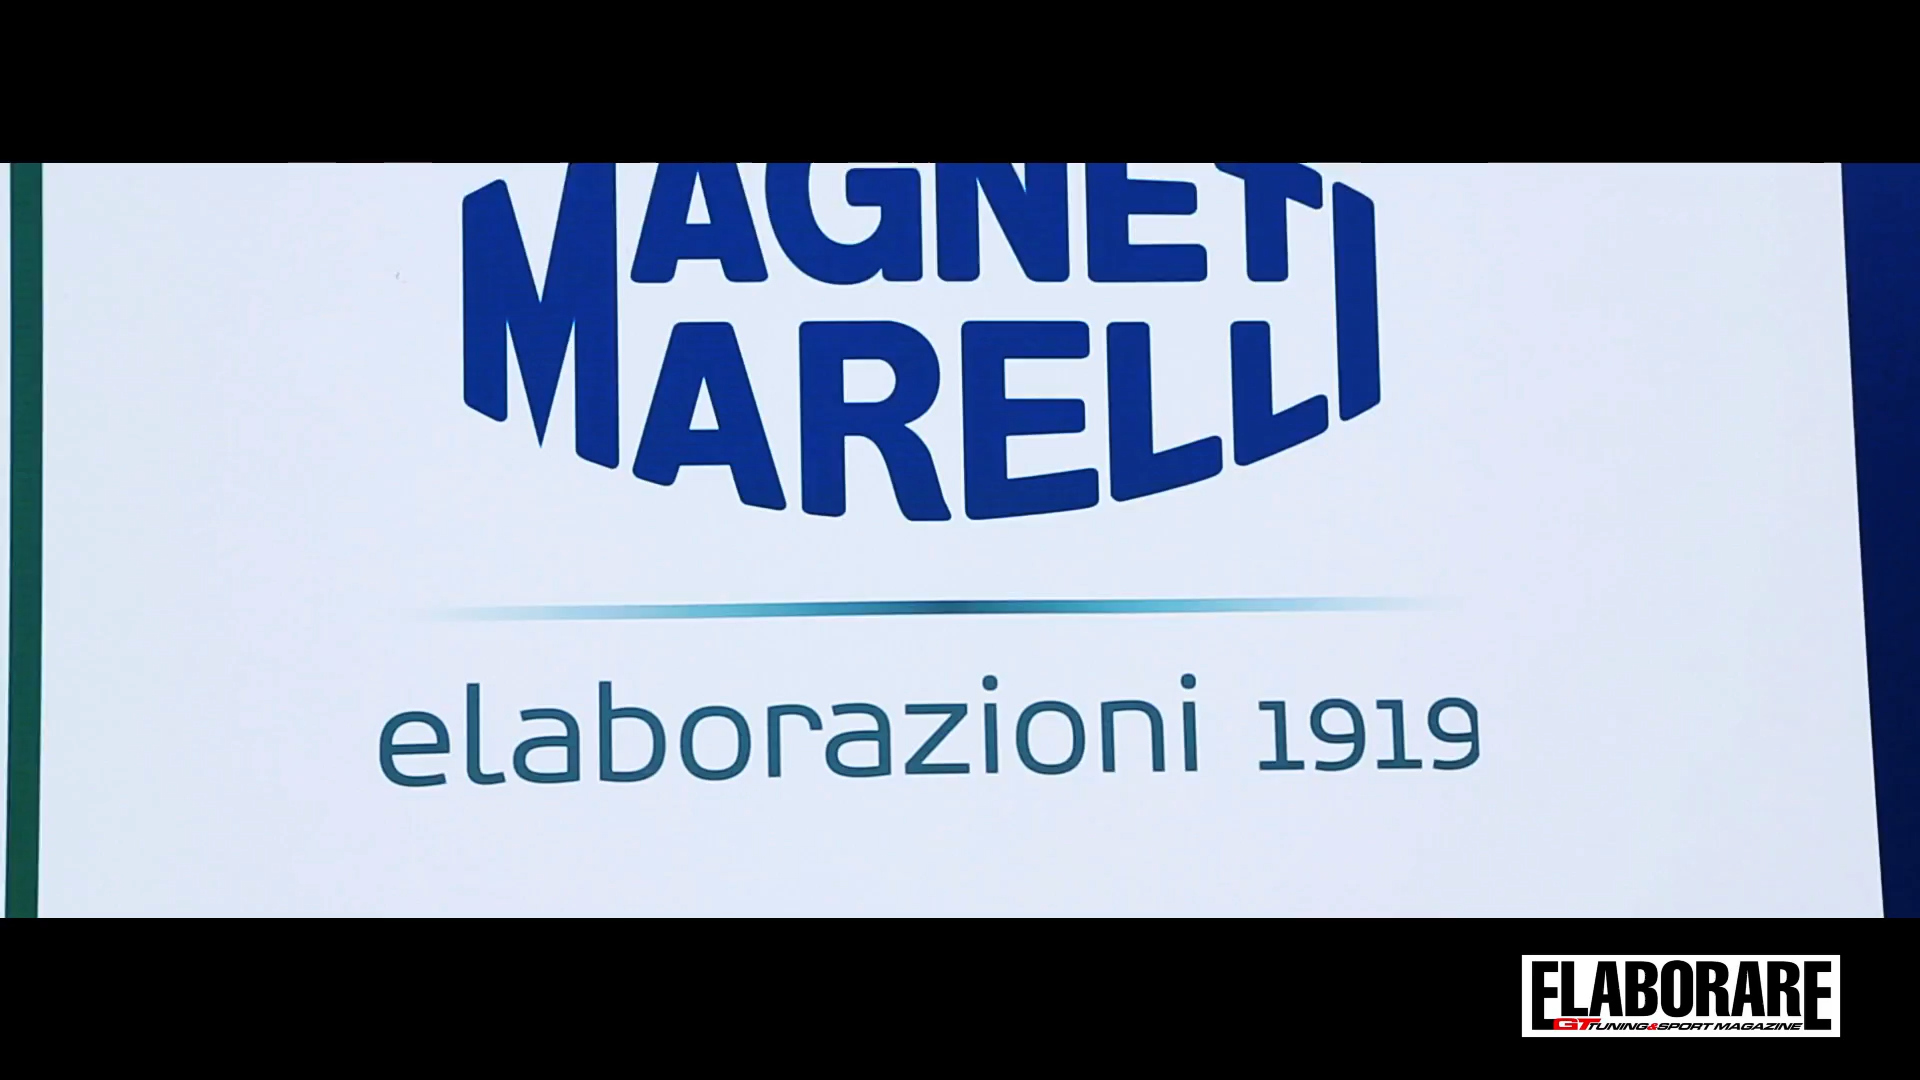 MAGNETI
MARELLI
elaborazioni 1919
ELABORARE
GT TUNING&SPORT MAGAZINE